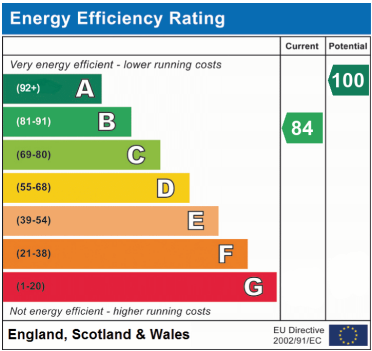 Energy Efficiency Rating
Current Potential
Very energy efficient - lower running costs
(92+) A
100
(81-91) B
84
(69-80) C
(55-68) D
(39-54) E
(21-38) F
(1-20) G
Not energy efficient - higher running costs
England, Scotland & Wales
EU Directive
2002/91/EC